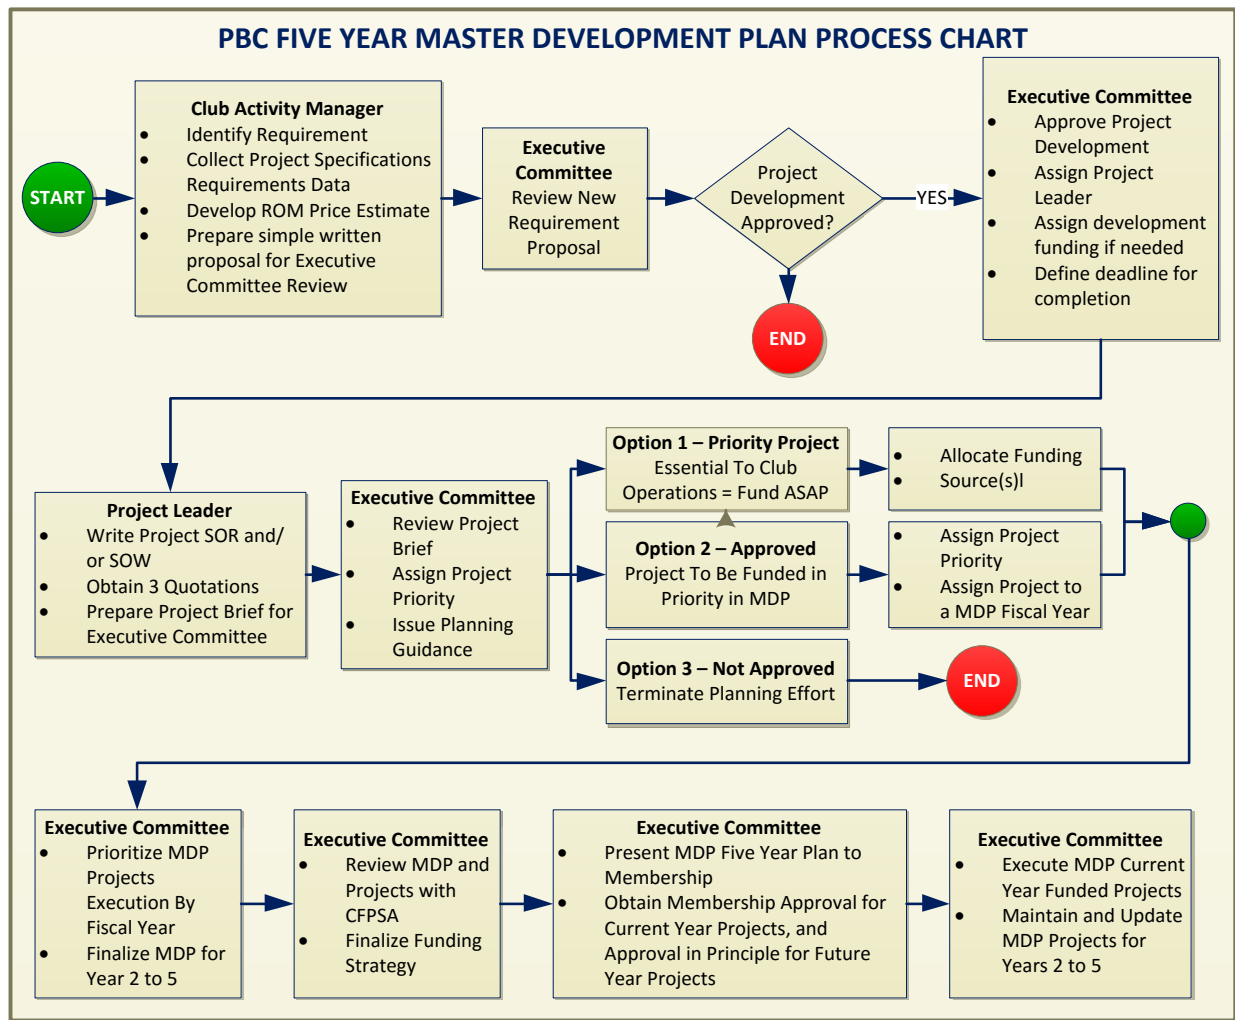 PBC FIVE YEAR MASTER DEVELOPMENT PLAN PROCESS CHART
START
Club Activity Manager
• Identify Requirement
• Collect Project Specifications
Requirements Data
• Develop ROM Price Estimate
• Prepare simple written
proposal for Executive
Committee Review
Executive
Committee
Review New
Requirement
Proposal
Project
Development
Approved?
YES
END
Executive Committee
• Approve Project
Development
• Assign Project
Leader
• Assign development
funding if needed
• Define deadline for
completion
Project Leader
• Write Project SOR and/
or SOW
• Obtain 3 Quotations
• Prepare Project Brief for
Executive Committee
Executive Committee
• Review Project
Brief
• Assign Project
Priority
• Issue Planning
Guidance
Option 1 – Priority Project
Essential To Club
Operations = Fund ASAP
• Allocate Funding
• Source(s)l
Option 2 – Approved
Project To Be Funded in
Priority in MDP
• Assign Project
Priority
• Assign Project to
a MDP Fiscal Year
Option 3 – Not Approved
Terminate Planning Effort
END
Executive Committee
• Prioritize MDP
Projects
Execution By
Fiscal Year
• Finalize MDP for
Year 2 to 5
Executive Committee
• Review MDP and
Projects with
CFPSA
• Finalize Funding
Strategy
Executive Committee
• Present MDP Five Year Plan to
Membership
• Obtain Membership Approval for
Current Year Projects, and
Approval in Principle for Future
Year Projects
Executive Committee
• Execute MDP Current
Year Funded Projects
• Maintain and Update
MDP Projects for
Years 2 to 5